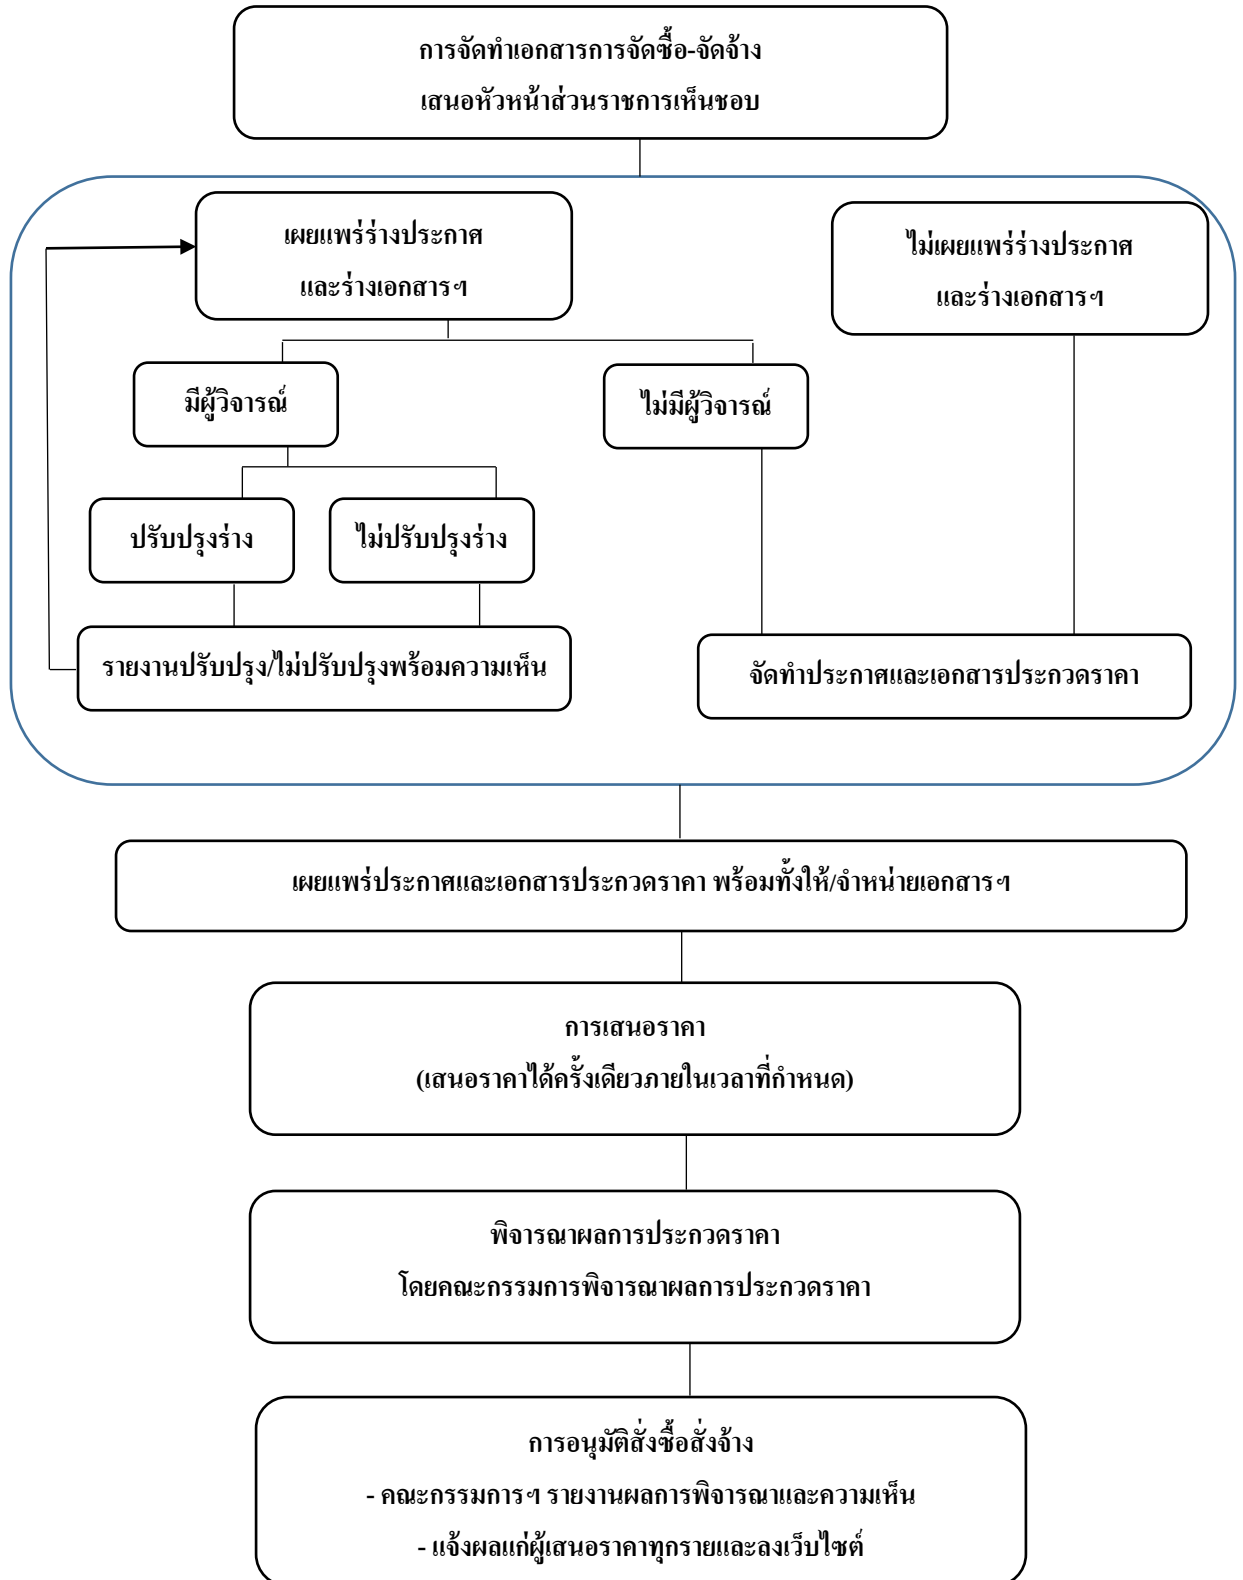 การจัดทำเอกสารการจัดซื้อ-จัดจ้าง
เสนอหัวหน้าส่วนราชการเห็นชอบ
เผยแพร่ร่างประกาศ
และร่างเอกสารฯ
ไม่เผยแพร่ร่างประกาศ
และร่างเอกสารฯ
มีผู้วิจารณ์
ไม่มีผู้วิจารณ์
ปรับปรุงร่าง
ไม่ปรับปรุงร่าง
รายงานปรับปรุง/ไม่ปรับปรุงพร้อมความเห็น
จัดทำประกาศและเอกสารประกวดราคา
เผยแพร่ประกาศและเอกสารประกวดราคา พร้อมทั้งให้/จำหน่ายเอกสารฯ
การเสนอราคา
(เสนอราคาได้ครั้งเดียวภายในเวลาที่กำหนด)
พิจารณาผลการประกวดราคา
โดยคณะกรรมการพิจารณาผลการประกวดราคา
การอนุมัติสั่งซื้อสั่งจ้าง
- คณะกรรมการฯ รายงานผลการพิจารณาและความเห็น
- แจ้งผลแก่ผู้เสนอราคาทุกรายและลงเว็บไซต์